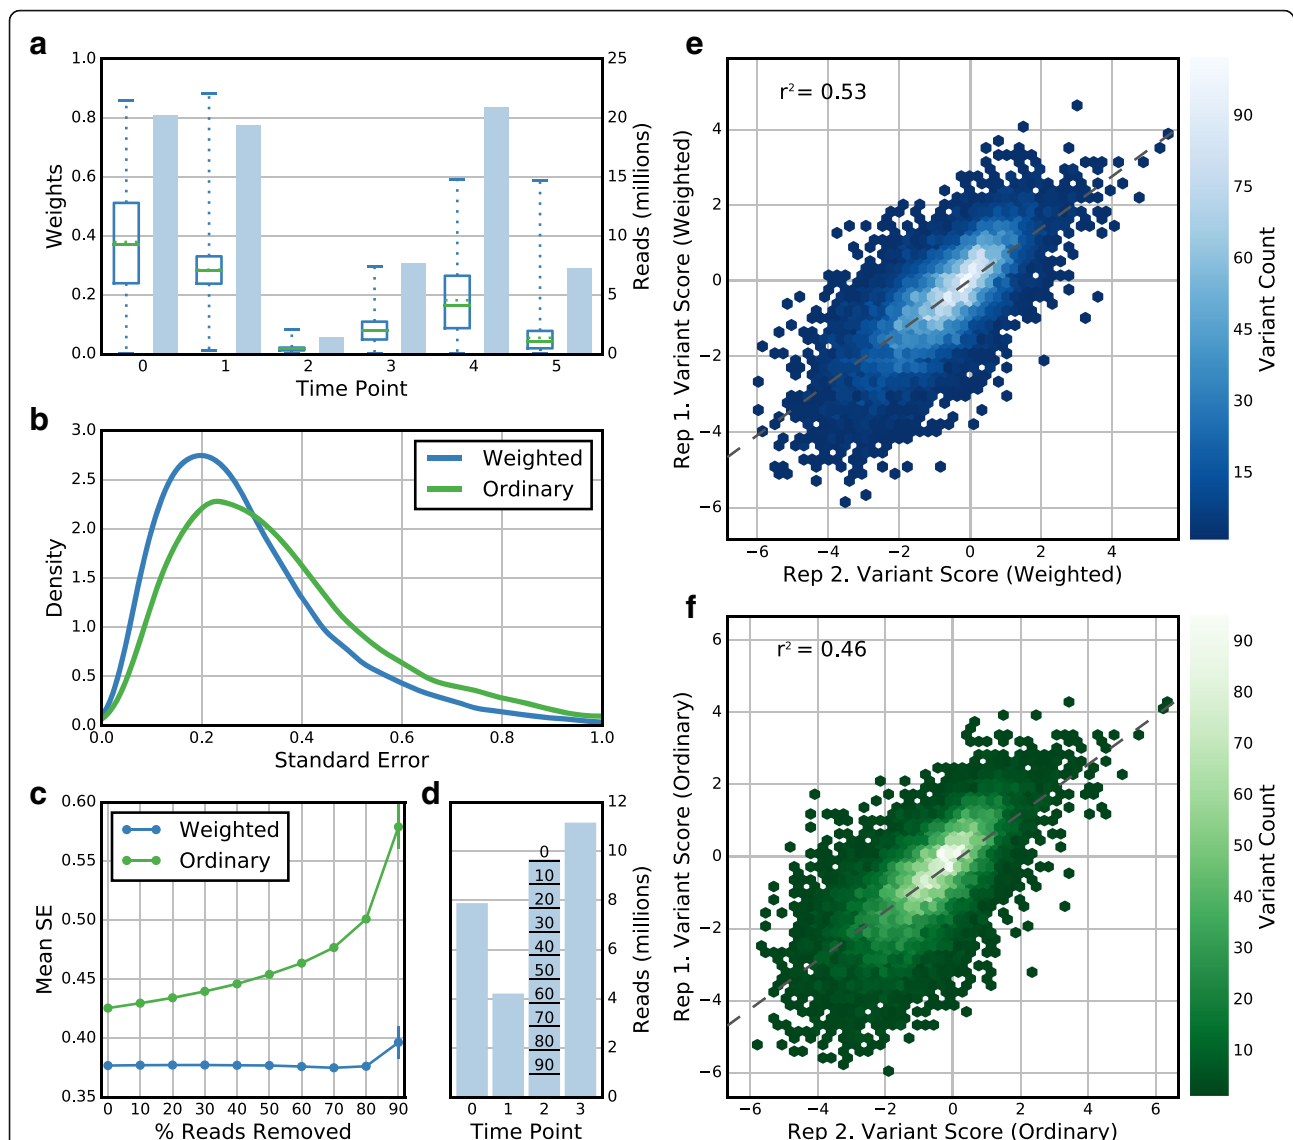 a
1.0
0.8
0.6
0.4
0.2
0.0
Weights
25
20
15
10
5
0
Reads (millions)
0 1 2 3 4 5
Time Point
b
3.0
2.5
2.0
1.5
1.0
0.5
0.0
Density
Weighted
Ordinary
0.0 0.2 0.4 0.6 0.8 1.0
Standard Error
c
0.60
0.55
0.50
0.45
0.40
0.35
Mean SE
Weighted
Ordinary
0 10 20 30 40 50 60 70 80 90
% Reads Removed
d
0
10
20
30
40
50
60
70
80
90
12
10
8
6
4
2
0
Reads (millions)
0 1 2 3
Time Point
e
r² = 0.53
4
2
0
−2
−4
−6
Rep 1. Variant Score (Weighted)
−6 −4 −2 0 2 4
Rep 2. Variant Score (Weighted)
90
75
60
45
30
15
Variant Count
f
r² = 0.46
6
4
2
0
−2
−4
−6
Rep 1. Variant Score (Ordinary)
−6 −4 −2 0 2 4 6
Rep 2. Variant Score (Ordinary)
90
80
70
60
50
40
30
20
10
Variant Count